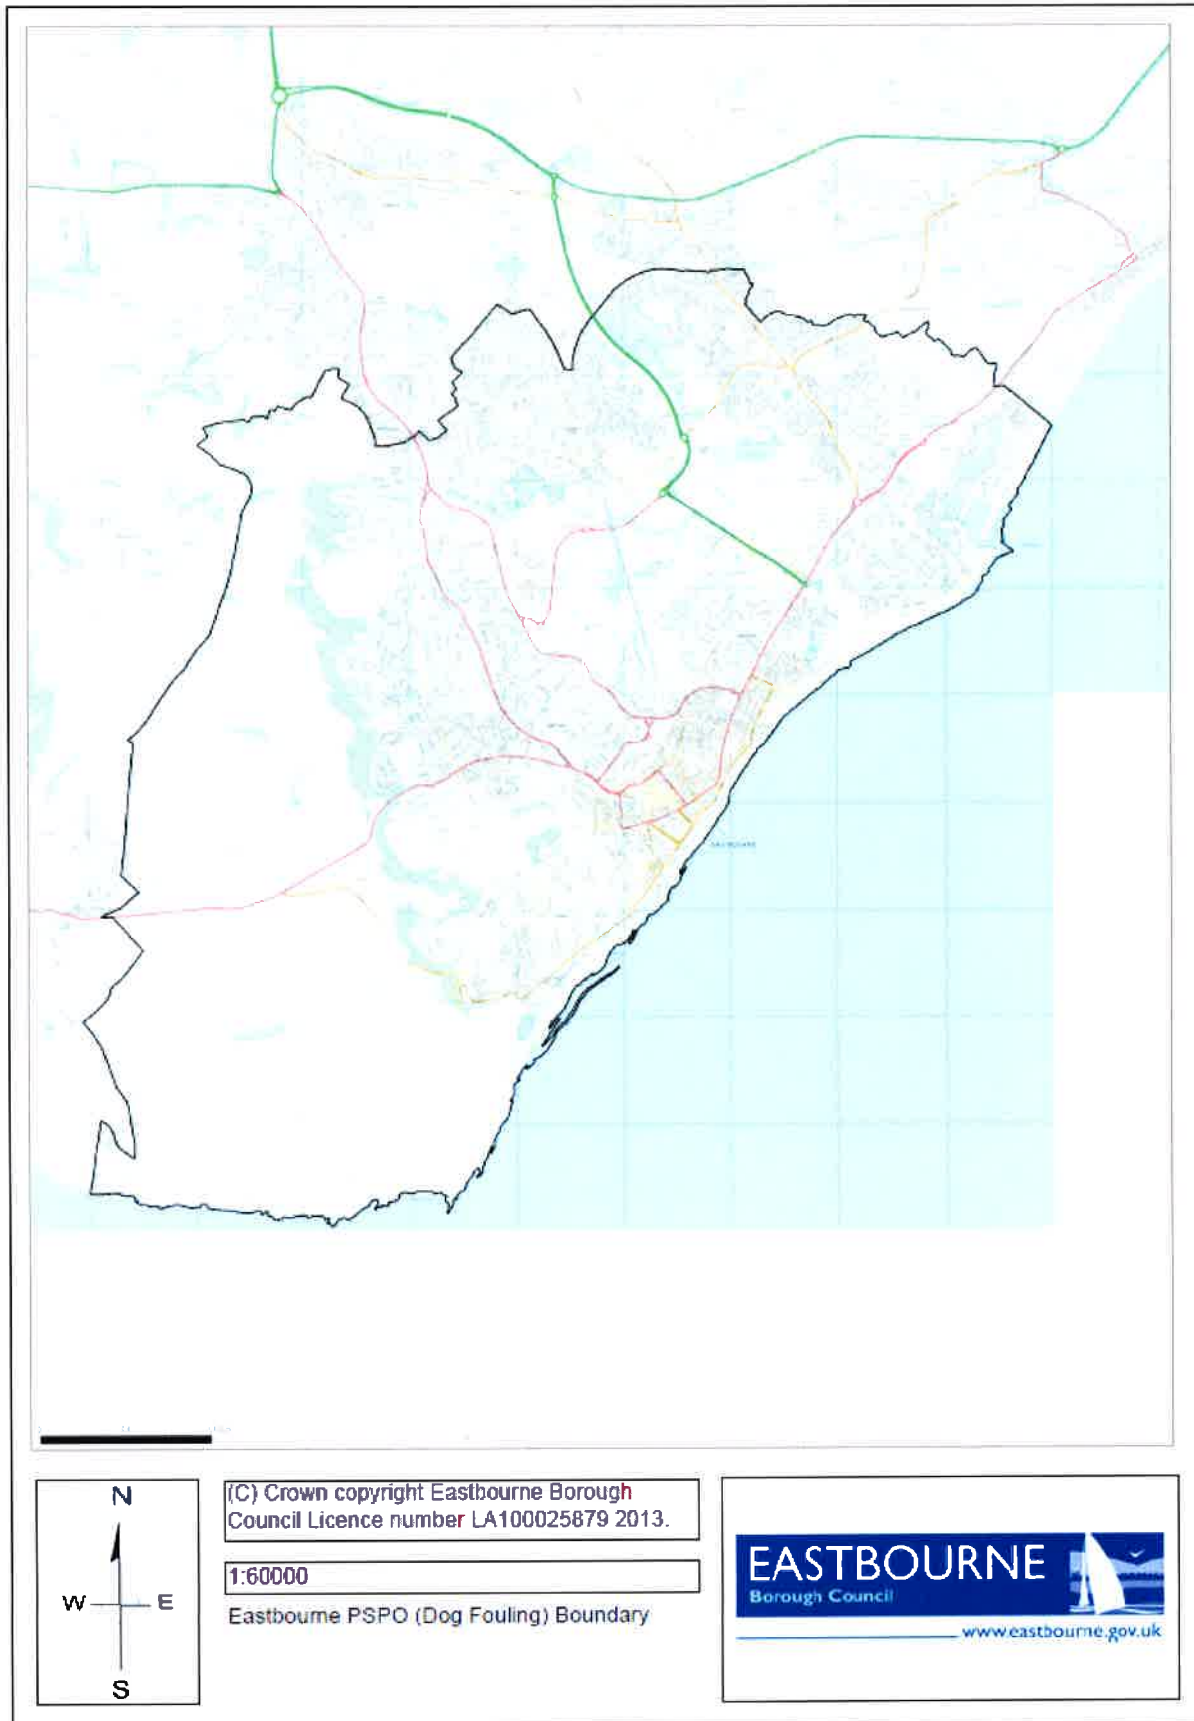 N
W
E
S
(C) Crown copyright Eastbourne Borough
Council Licence number LA100025879 2013.
1:60000
Eastbourne PSPO (Dog Fouling) Boundary
EASTBOURNE
Borough Council
www.eastbourne.gov.uk